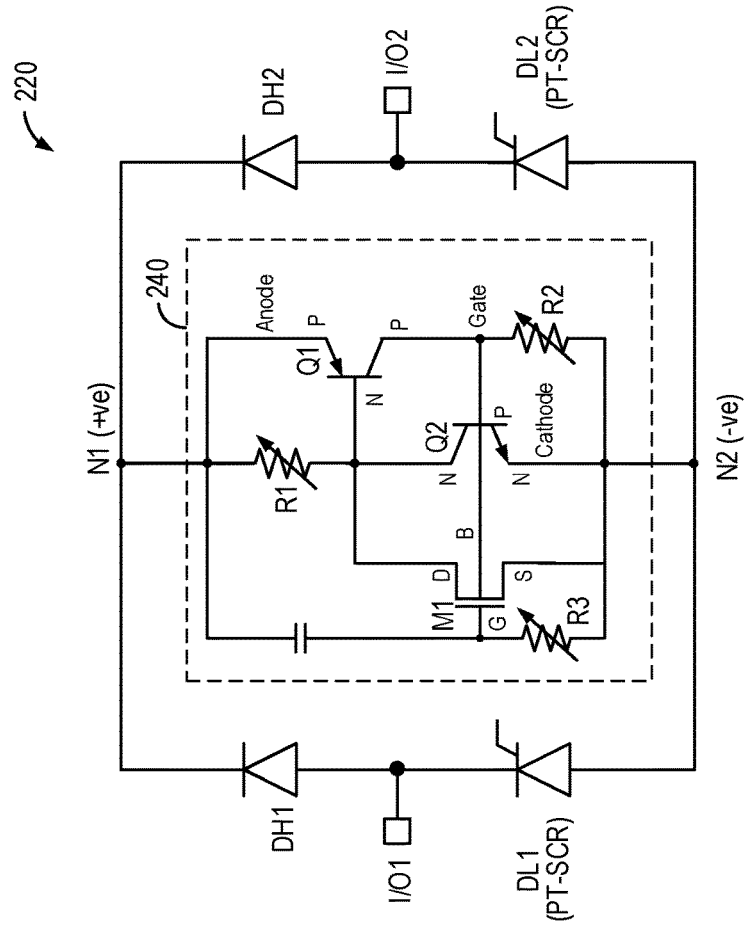 220
N1 (+ve)
240
DH1
DH2
I/O1
I/O2
DL1
(PT-SCR)
DL2
(PT-SCR)
Anode
P
Q1
N
P
R1
Gate
Q2
N
P
N
Cathode
R2
B
D
M1
G
S
R3
N2 (-ve)